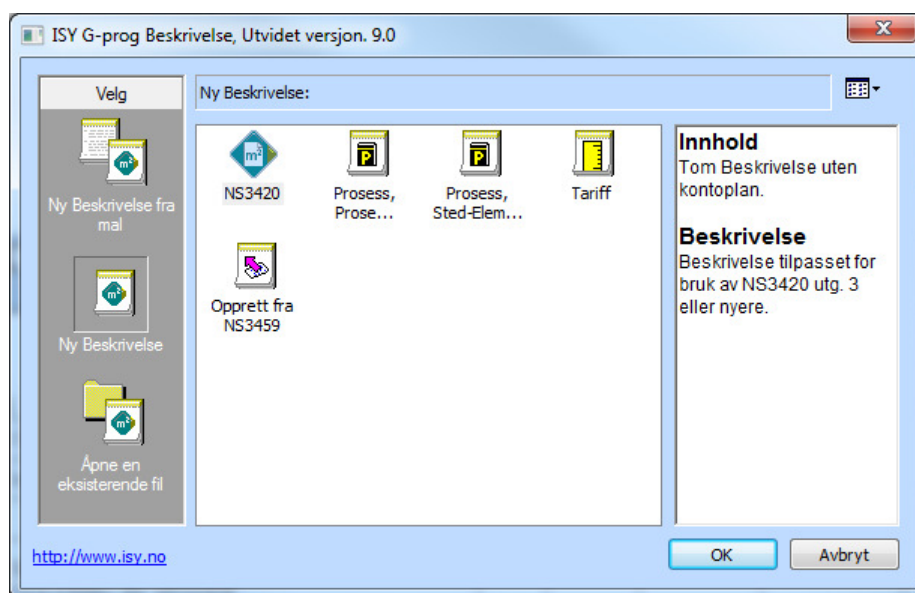 ISY G-prog Beskrivelse, Utvidet versjon. 9.0
Velg
Ny Beskrivelse fra
mal
Ny Beskrivelse
Åpne en
eksisterende fil
Ny Beskrivelse:
NS3420
Prosess,
Prose...
Prosess,
Sted-Elem...
Tariff
Opprett fra
NS3459
Innhold
Tom Beskrivelse uten
kontoplan.
Beskrivelse
Beskrivelse tilpasset for
bruk av NS3420 utg. 3
eller nyere.
http://www.isy.no
OK
Avbryt